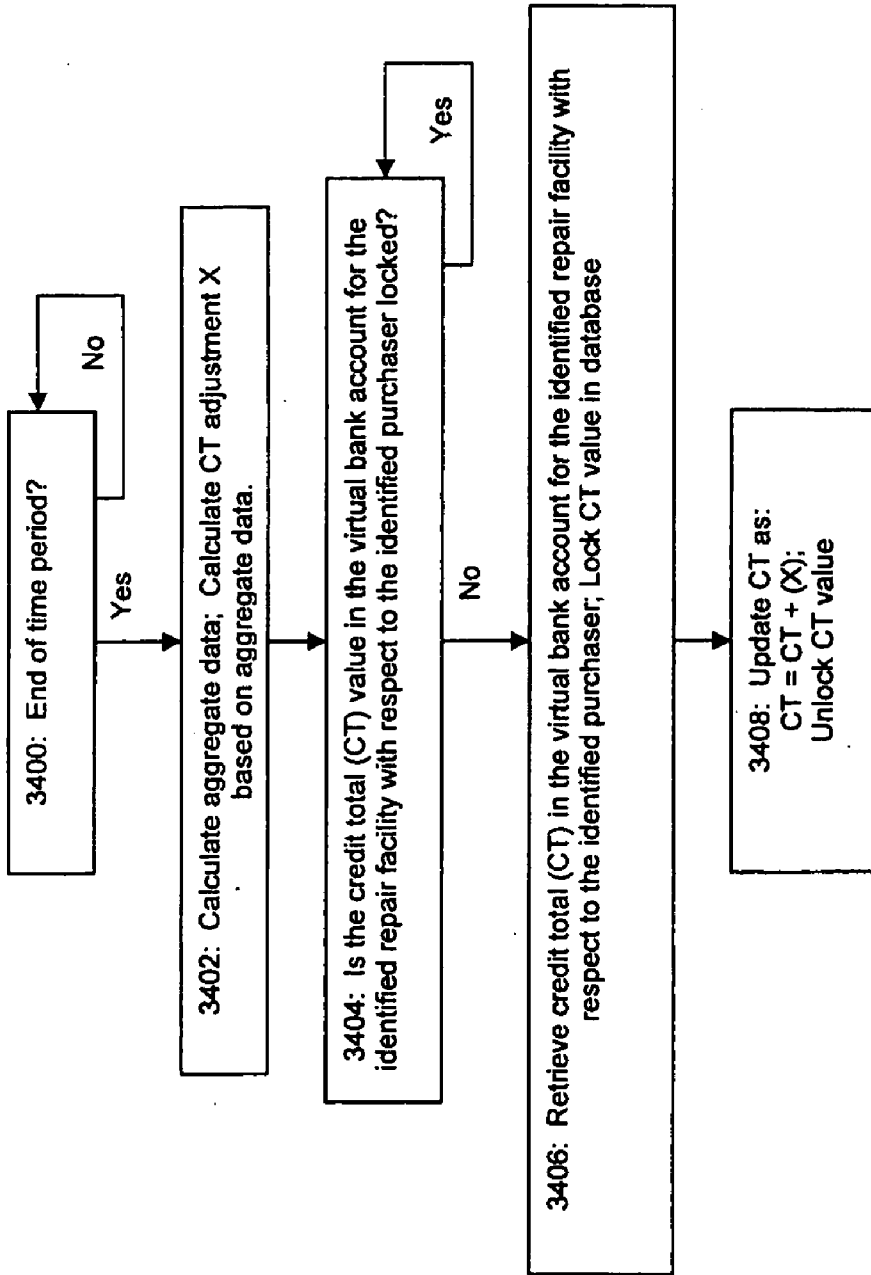 3400: End of time period?
No
Yes
3402: Calculate aggregate data; Calculate CT adjustment X
based on aggregate data.
3404: Is the credit total (CT) value in the virtual bank account for the
identified repair facility with respect to the identified purchaser locked?
Yes
No
3406: Retrieve credit total (CT) in the virtual bank account for the identified repair facility with
respect to the identified purchaser; Lock CT value in database
3408: Update CT as:
CT = CT + (X);
Unlock CT value